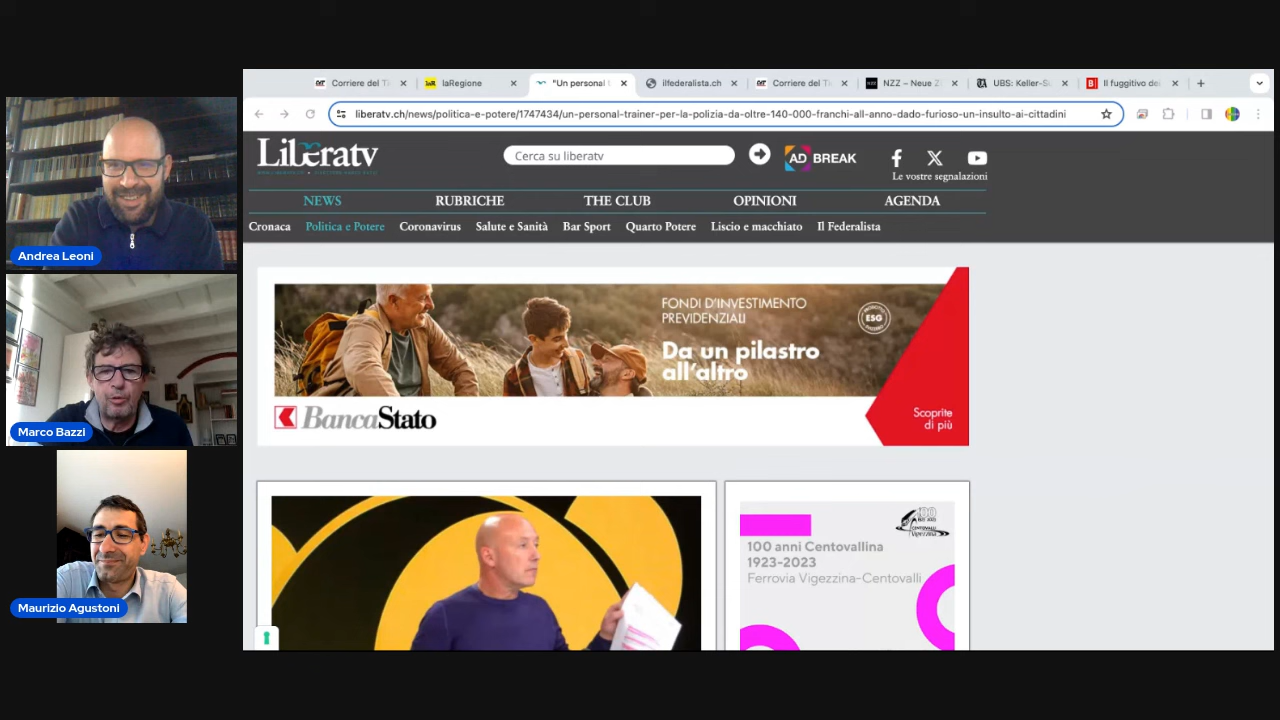 Andrea Leoni
Marco Bazzi
Maurizio Agustoni
Corriere del Ti
laRegione
"Un personal t
ilfederalista.ch
Corriere del Ti
NZZ – Neue Z
UBS: Keller-Su
Il fuggitivo dei
liberatv.ch/news/politica-e-potere/1747434/un-personal-trainer-per-la-polizia-da-oltre-140-000-franchi-all-anno-dado-furioso-un-insulto-ai-cittadini
Liberatv
Cerca su liberatv
AD BREAK
Le vostre segnalazioni
NEWS
RUBRICHE
THE CLUB
OPINIONI
AGENDA
Cronaca
Politica e Potere
Coronavirus
Salute e Sanità
Bar Sport
Quarto Potere
Liscio e macchiato
Il Federalista
FONDI D'INVESTIMENTO
PREVIDENZIALI
ESG
Da un pilastro
all'altro
BancaStato
Scoprite
di più
100 anni Centovallina
1923-2023
Ferrovia Vigezzina-Centovalli